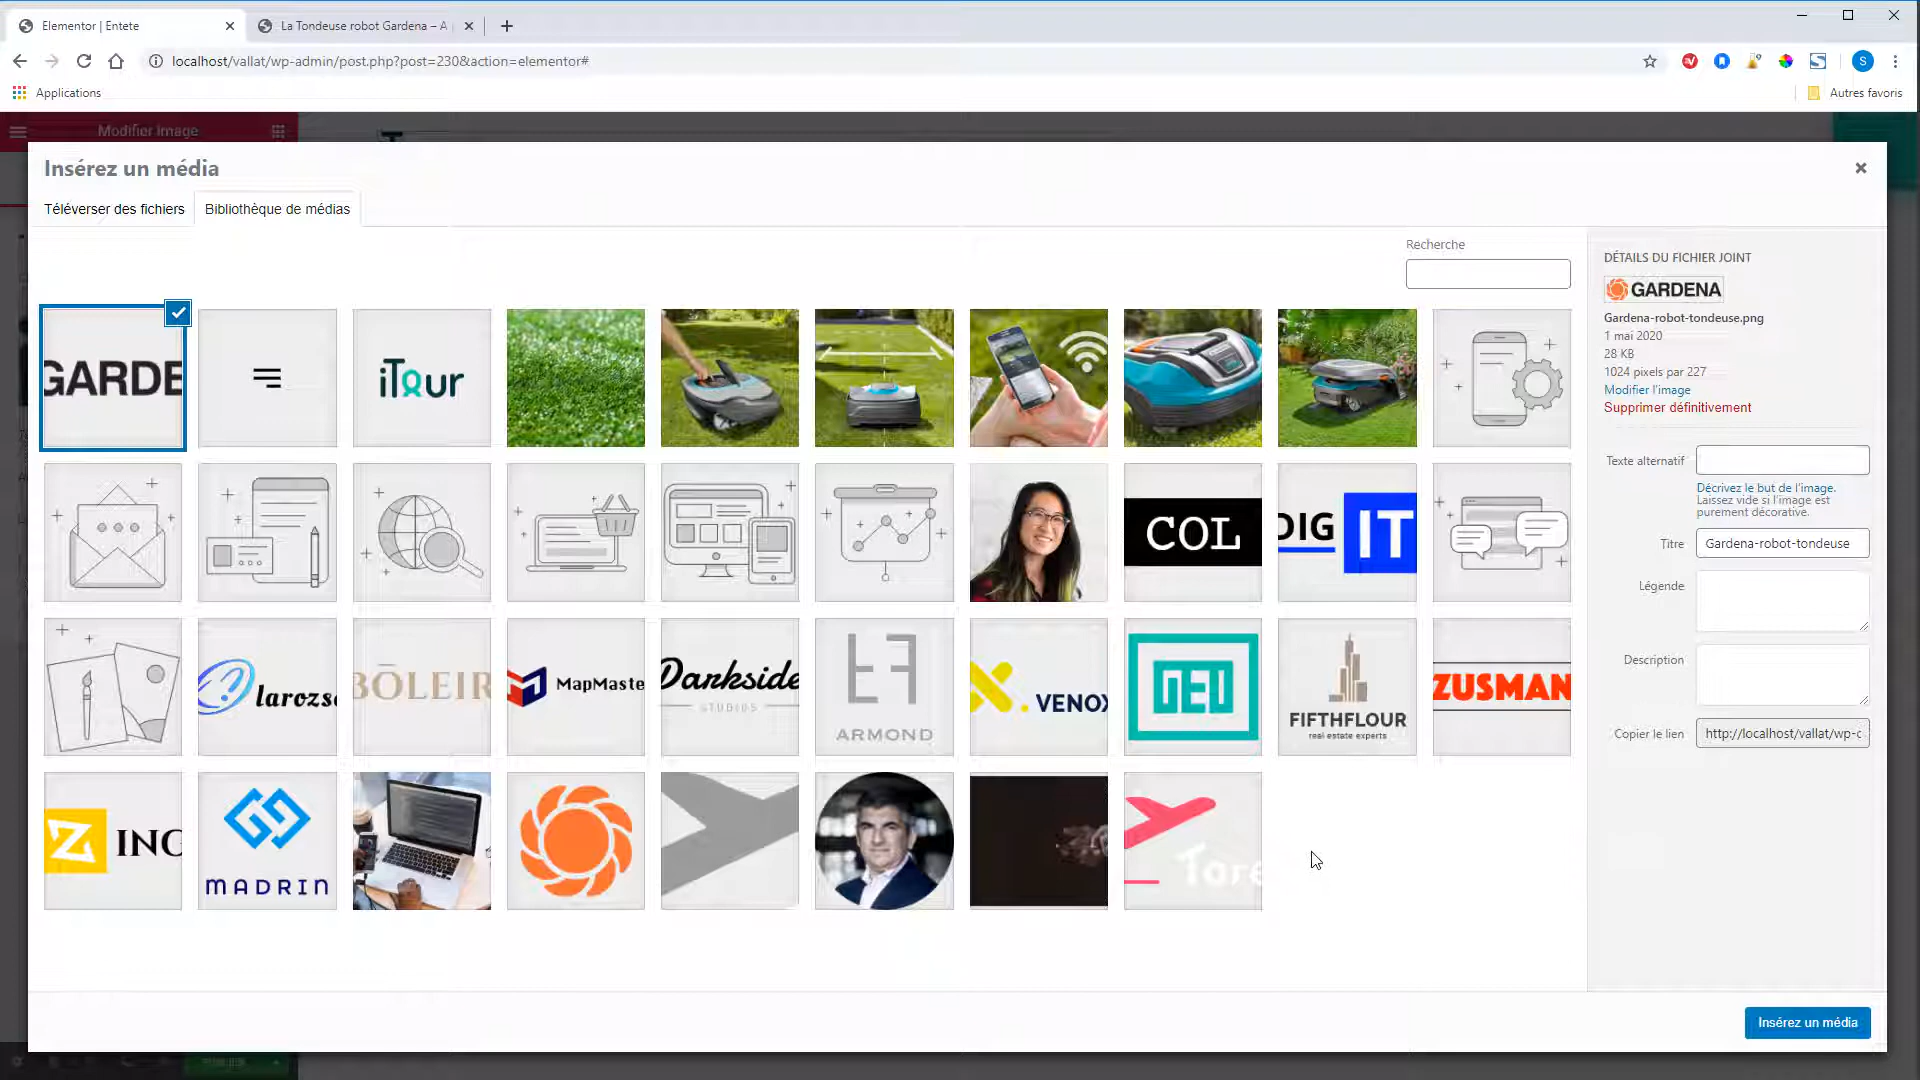 Elementor | Entete
La Tondeuse robot Gardena – A
localhost/vallat/wp-admin/post.php?post=230&action=elementor#
S
Applications
Autres favoris
Modifier Image
Insérez un média
Téléverser des fichiers
Bibliothèque de médias
Recherche
DÉTAILS DU FICHIER JOINT
GARDENA
Gardena-robot-tondeuse.png
1 mai 2020
28 KB
1024 pixels par 227
Modifier l'image
Supprimer définitivement
Texte alternatif
Décrivez le but de l'image.
Laissez vide si l'image est
purement décorative.
Titre
Gardena-robot-tondeuse
Légende
Description
Copier le lien
http://localhost/vallat/wp-c
GARDE
iTour
COL
DIG IT
larozse
BŌLEIR
MapMaste
Darkside
STUDIOS
ARMOND
VENOX
GEO
FIFTHFLOUR
real estate experts
ZUSMAN
Z ING
MADRIN
Tore
Insérez un média